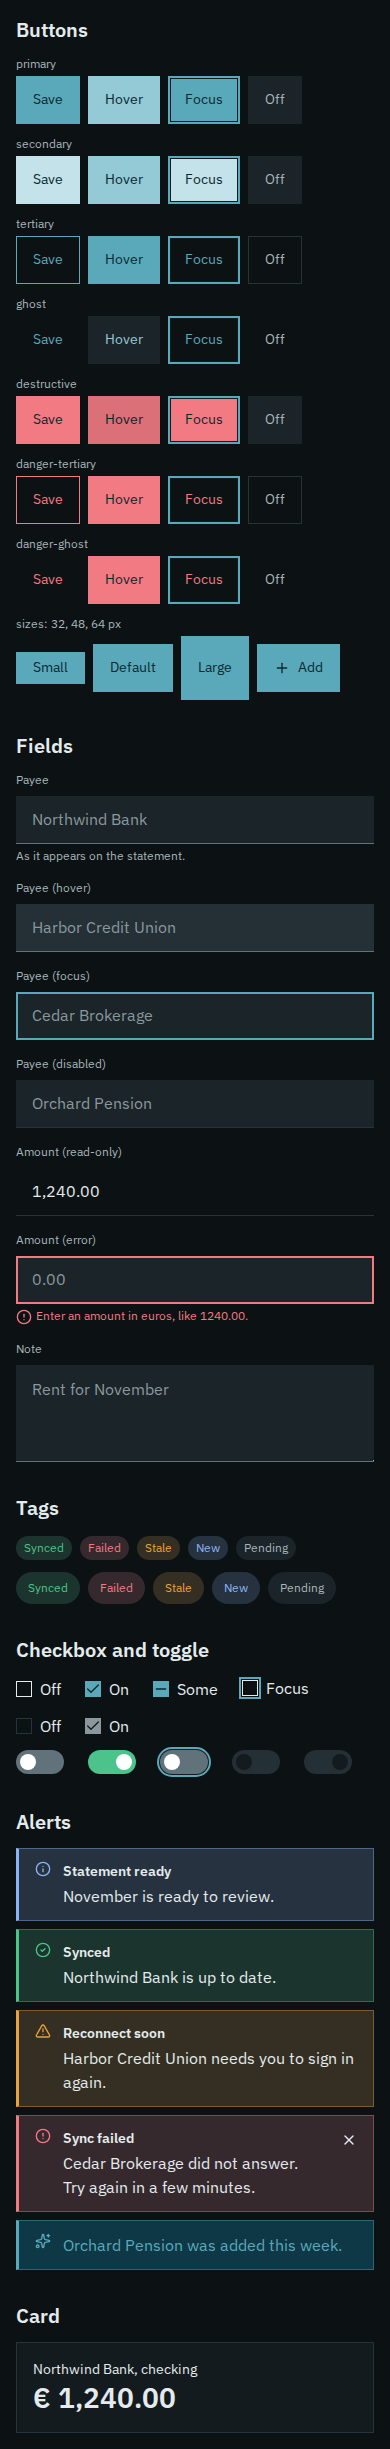 Buttons
primary
Save Hover Focus Off
secondary
Save Hover Focus Off
tertiary
Save Hover Focus Off
ghost
Save Hover Focus Off
destructive
Save Hover Focus Off
danger-tertiary
Save Hover Focus Off
danger-ghost
Save Hover Focus Off
sizes: 32, 48, 64 px
Small Default Large + Add
Fields
Payee
Northwind Bank
As it appears on the statement.
Payee (hover)
Harbor Credit Union
Payee (focus)
Cedar Brokerage
Payee (disabled)
Orchard Pension
Amount (read-only)
1,240.00
Amount (error)
0.00
Enter an amount in euros, like 1240.00.
Note
Rent for November
Tags
Synced Failed Stale New Pending
Synced Failed Stale New Pending
Checkbox and toggle
Off On Some Focus
Off On
Alerts
Statement ready
November is ready to review.
Synced
Northwind Bank is up to date.
Reconnect soon
Harbor Credit Union needs you to sign in
again.
Sync failed
Cedar Brokerage did not answer.
Try again in a few minutes.
Orchard Pension was added this week.
Card
Northwind Bank, checking
€ 1,240.00